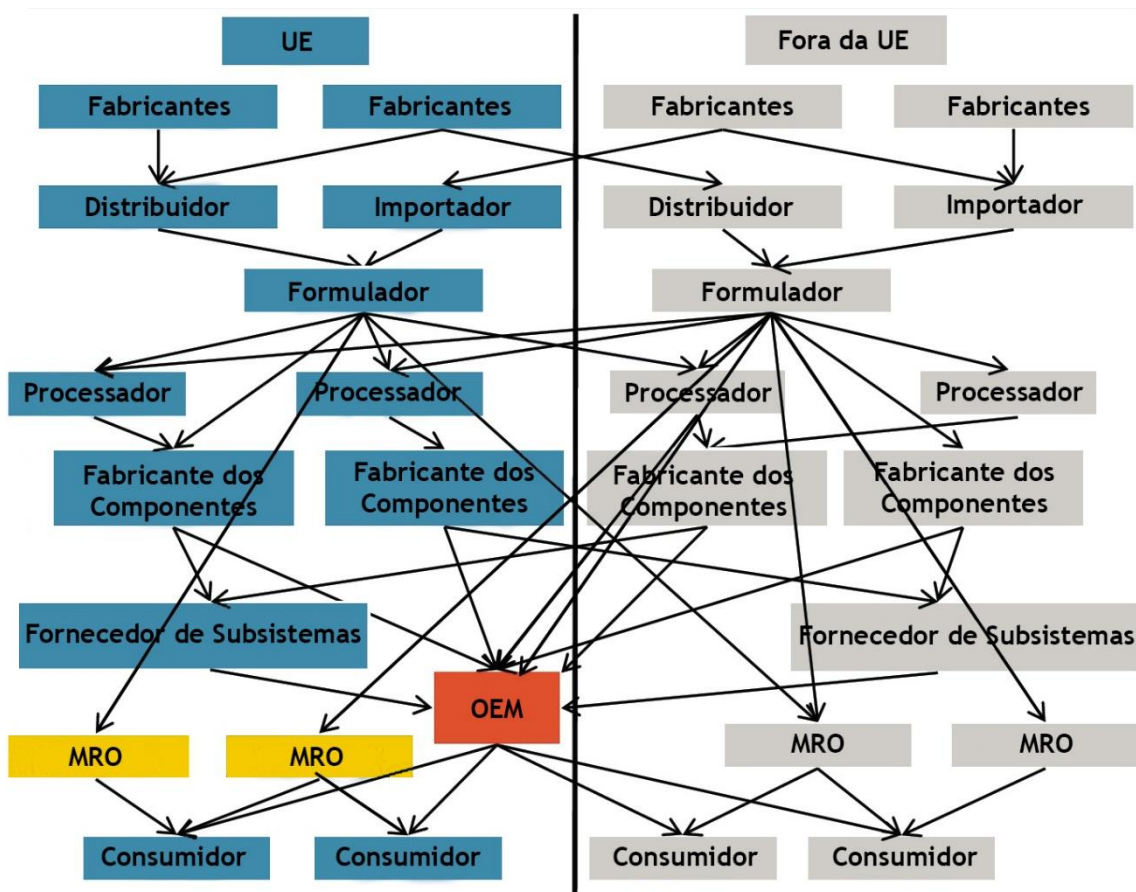 UE
Fora da UE
Fabricantes
Fabricantes
Fabricantes
Fabricantes
Distribuidor
Importador
Distribuidor
Importador
Formulador
Formulador
Processador
Processador
Processador
Processador
Fabricante dos
Componentes
Fabricante dos
Componentes
Fabricante dos
Componentes
Fabricante dos
Componentes
Fornecedor de Subsistemas
Fornecedor de Subsistemas
OEM
MRO
MRO
MRO
MRO
Consumidor
Consumidor
Consumidor
Consumidor